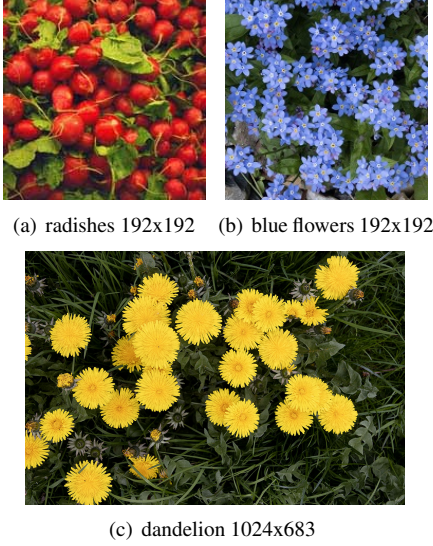 (a) radishes 192x192
(b) blue flowers 192x192
(c) dandelion 1024x683